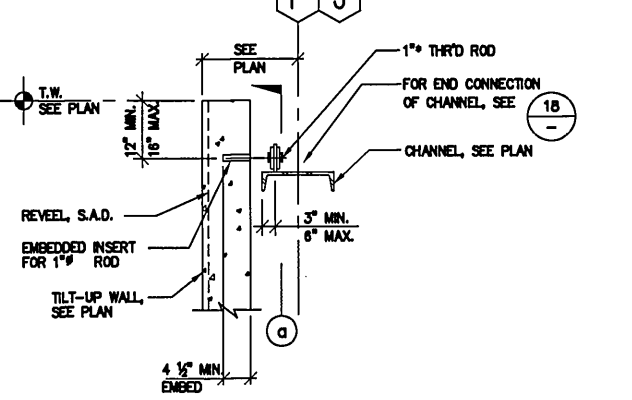 SEE
PLAN
1"ø THR'D ROD
T.W.
SEE PLAN
FOR END CONNECTION
OF CHANNEL, SEE
18
-
12" MIN.
16" MAX.
CHANNEL, SEE PLAN
REVEEL, S.A.D.
3" MIN.
6" MAX.
EMBEDDED INSERT
FOR 1"ø ROD
TILT-UP WALL,
SEE PLAN
a
4 ½" MIN.
EMBED